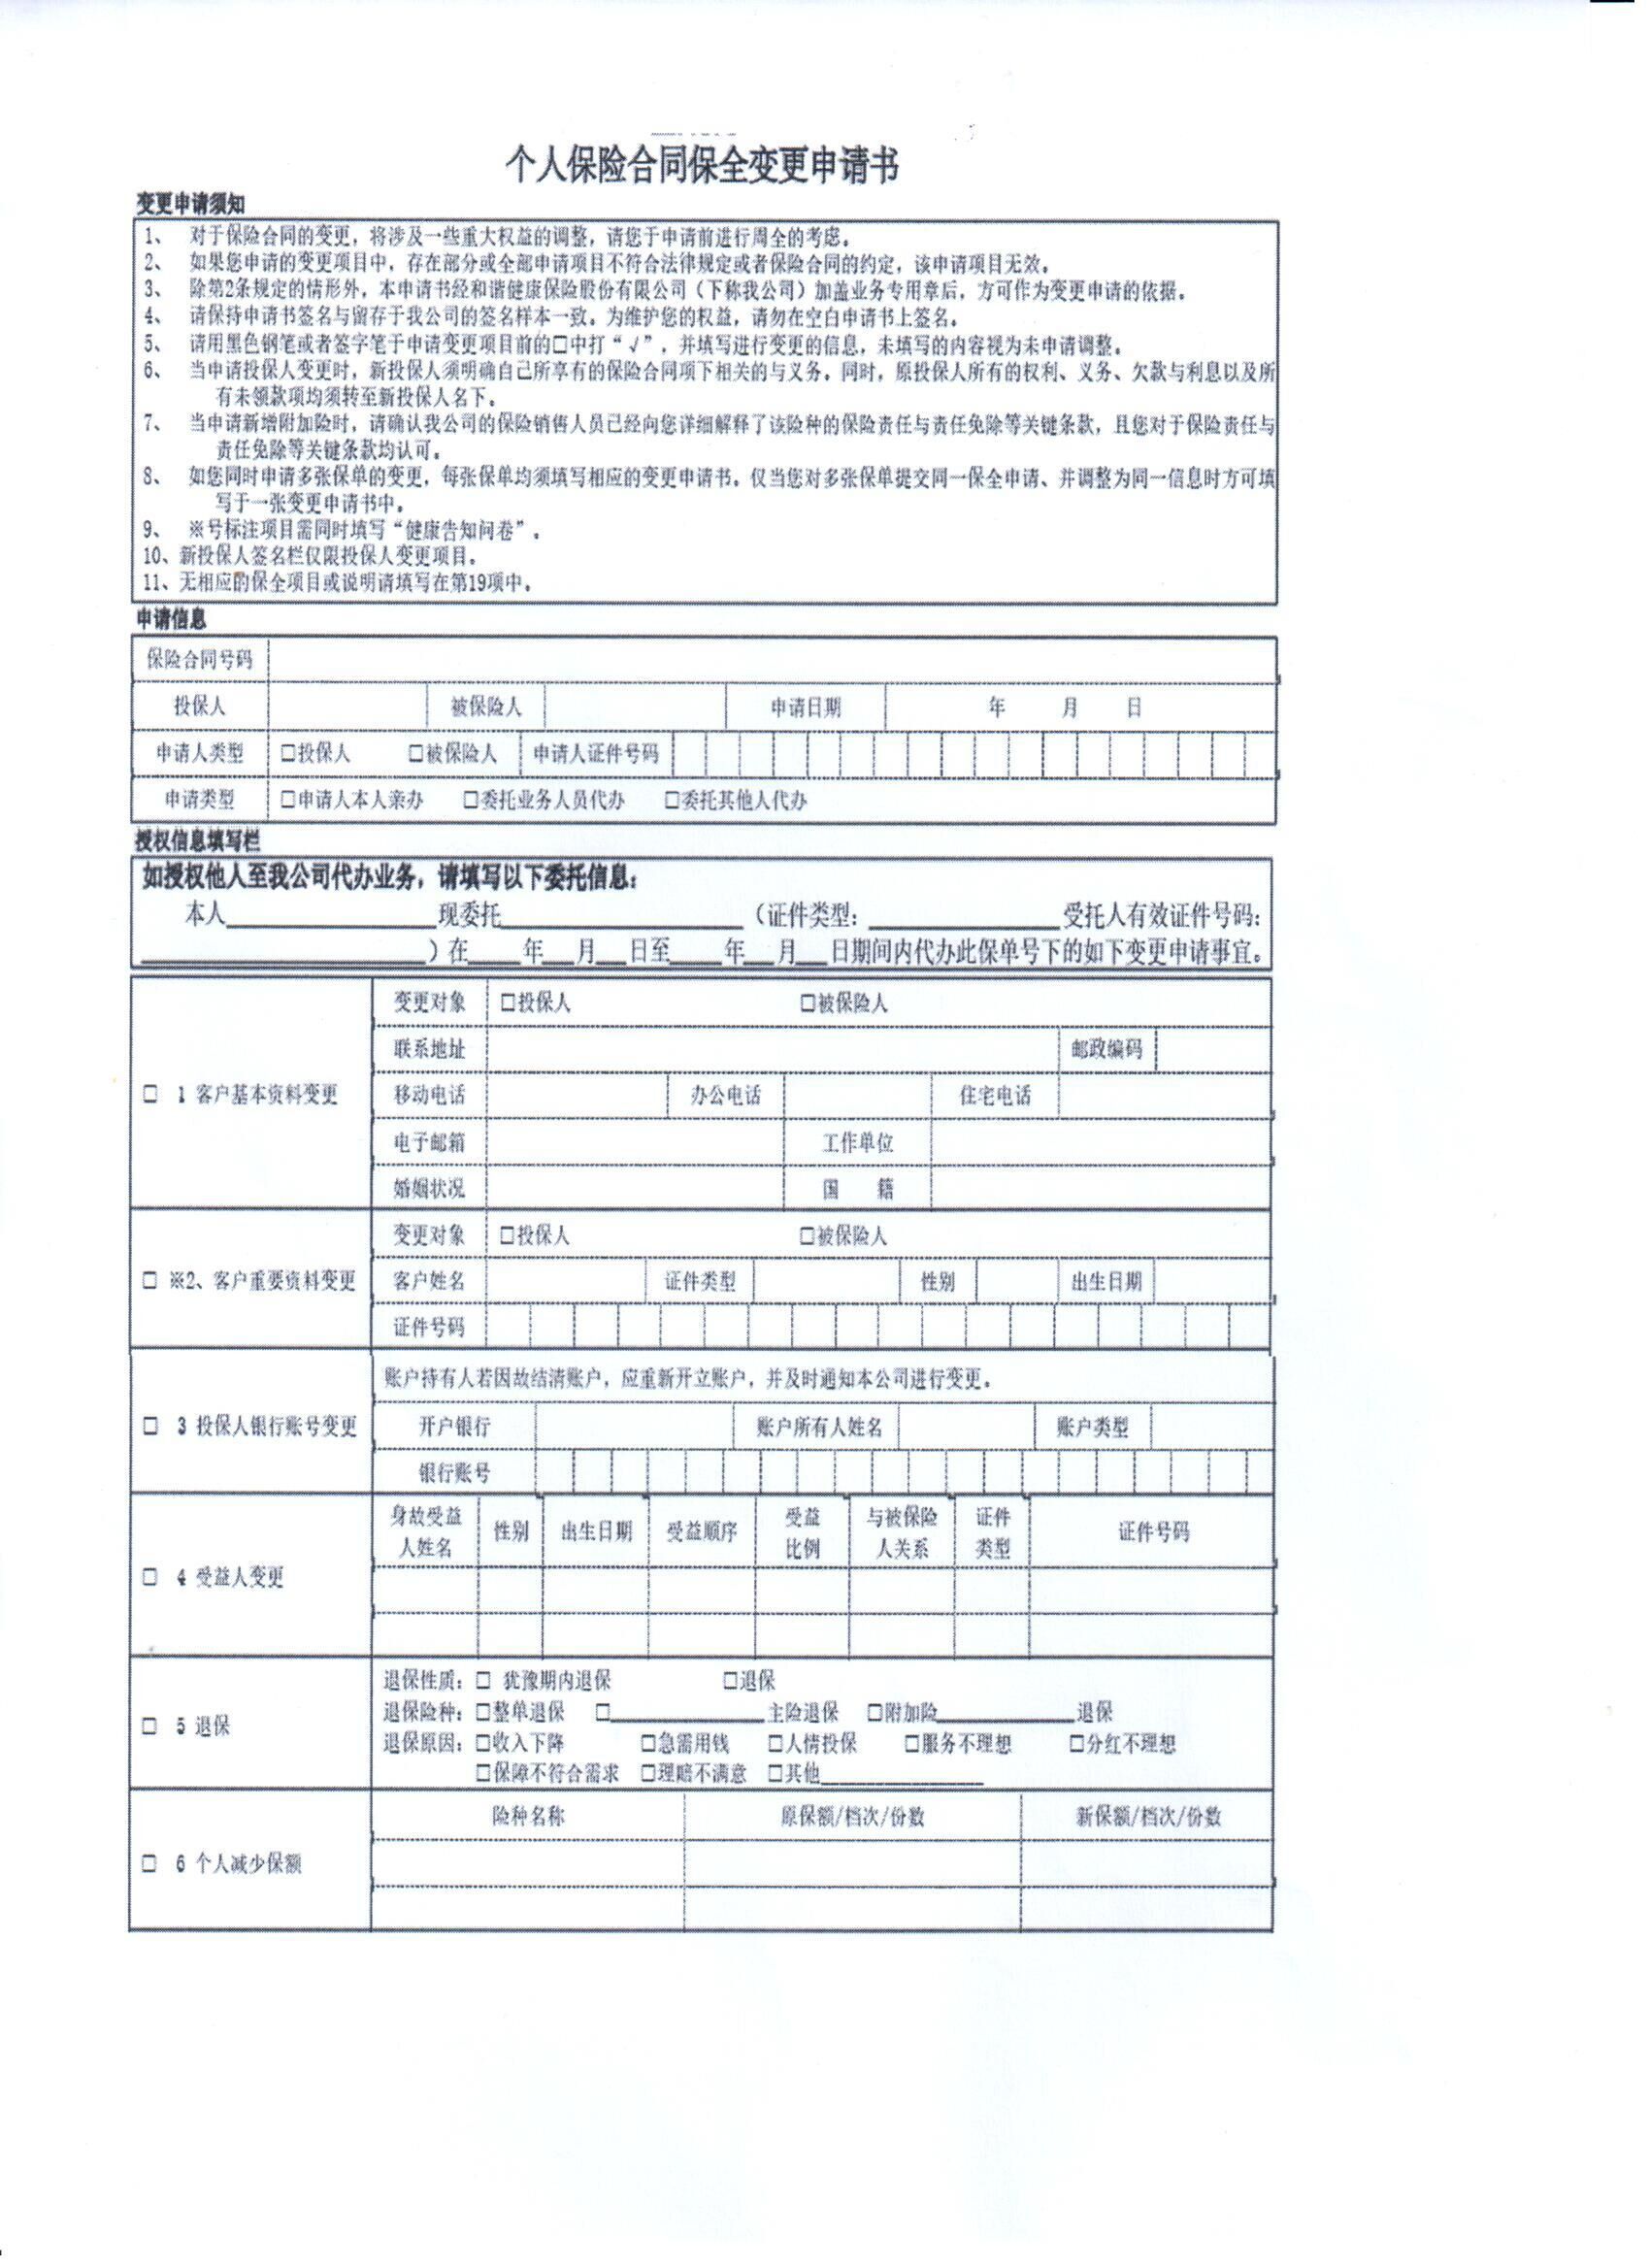 个人保险合同保全变更申请书
变更申请须知
1、 对于保险合同的变更，将涉及一些重大权益的调整，请您于申请前进行周全的考虑。
2、 如果您申请的变更项目中，存在部分或全部申请项目不符合法律规定或者保险合同的约定，该申请项目无效。
3、 除第2条规定的情形外，本申请书经和谐健康保险股份有限公司（下称我公司）加盖业务专用章后，方可作为变更申请的依据。
4、 请保持申请书签名与留存于我公司的签名样本一致。为维护您的权益，请勿在空白申请书上签名。
5、 请用黑色钢笔或者签字笔于申请变更项目前的□中打“√”，并填写进行变更的信息，未填写的内容视为未申请调整。
6、 当申请投保人变更时，新投保人须明确自己所享有的保险合同项下相关的与义务。同时，原投保人所有的权利、义务、欠款与利息以及所
有未领款项均须转至新投保人名下。
7、 当申请新增附加险时，请确认我公司的保险销售人员已经向您详细解释了该险种的保险责任与责任免除等关键条款，且您对于保险责任与
责任免除等关键条款均认可。
8、 如您同时申请多张保单的变更，每张保单均须填写相应的变更申请书。仅当您对多张保单提交同一保全申请、并调整为同一信息时方可填
写于一张变更申请书中。
9、 ※号标注项目需同时填写“健康告知问卷”。
10、新投保人签名栏仅限投保人变更项目。
11、无相应的保全项目或说明请填写在第19项中。
申请信息
保险合同号码
投保人 被保险人 申请日期 年 月 日
申请人类型 □投保人 □被保险人 申请人证件号码
申请类型 □申请人本人亲办 □委托业务人员代办 □委托其他人代办
授权信息填写栏
如授权他人至我公司代办业务，请填写以下委托信息：
本人________现委托________（证件类型：________受托人有效证件号码：
________）在____年__月__日至____年__月__日期间内代办此保单号下的如下变更申请事宜。
□ 1 客户基本资料变更
变更对象 □投保人 □被保险人
联系地址 邮政编码
移动电话 办公电话 住宅电话
电子邮箱 工作单位
婚姻状况 国 籍
□ ※2、客户重要资料变更
变更对象 □投保人 □被保险人
客户姓名 证件类型 性别 出生日期
证件号码
□ 3 投保人银行账号变更
账户持有人若因故结清账户，应重新开立账户，并及时通知本公司进行变更。
开户银行 账户所有人姓名 账户类型
银行账号
□ 4 受益人变更
身故受益人姓名 性别 出生日期 受益顺序 受益比例 与被保险人关系 证件类型 证件号码
□ 5 退保
退保性质：□ 犹豫期内退保 □退保
退保险种：□整单退保 □________主险退保 □附加险________退保
退保原因：□收入下降 □急需用钱 □人情投保 □服务不理想 □分红不理想
□保障不符合需求 □理赔不满意 □其他________
□ 6 个人减少保额
险种名称 原保额/档次/份数 新保额/档次/份数